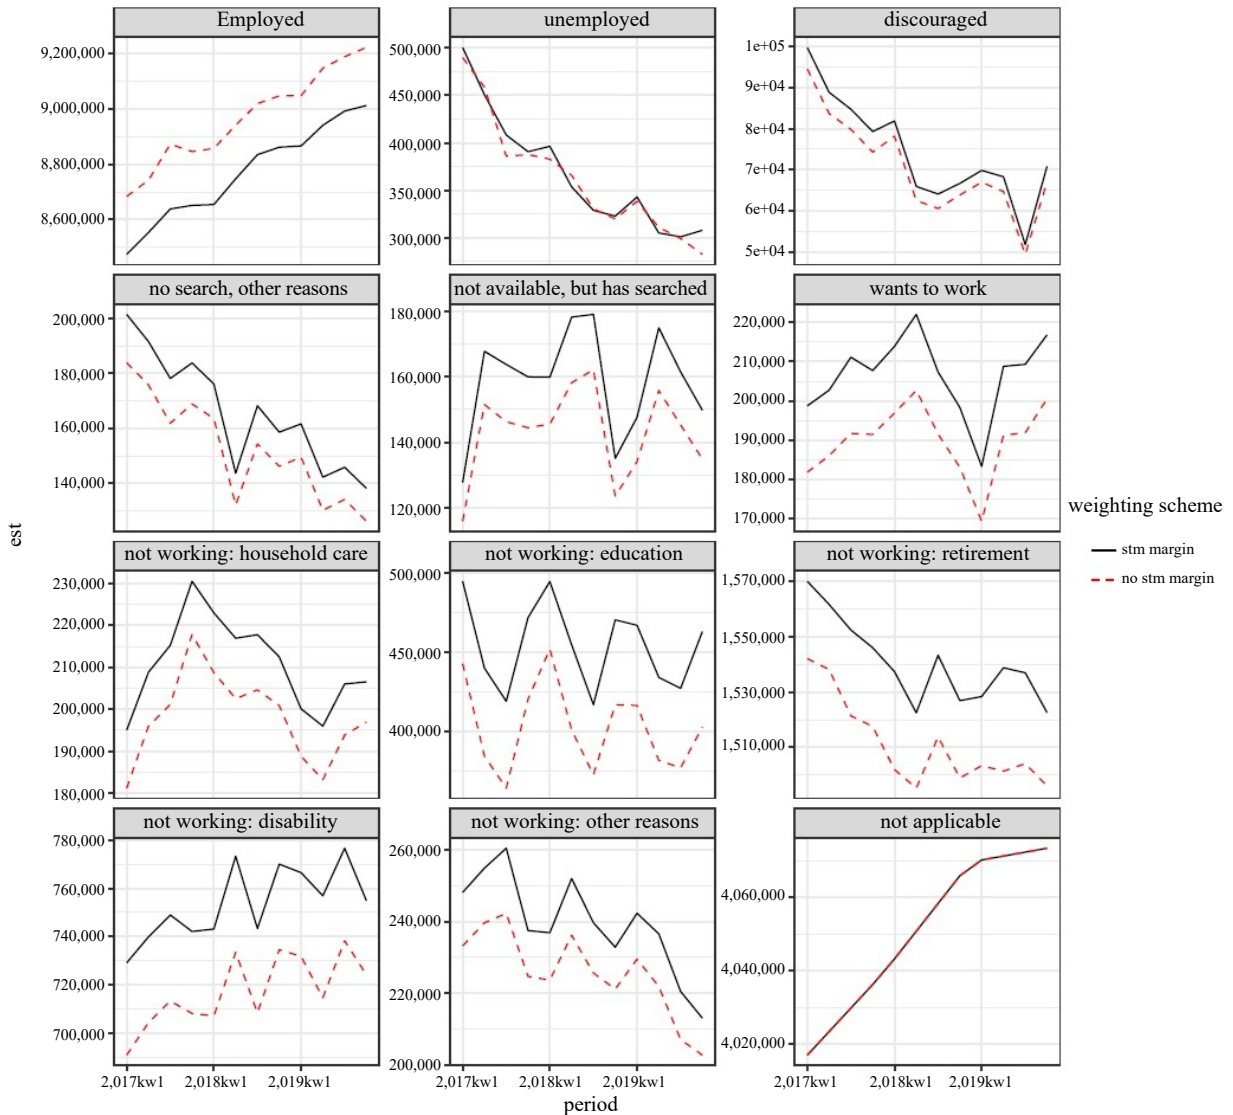 Employed
unemployed
discouraged
9,200,000
9,000,000
8,800,000
8,600,000
500,000
450,000
400,000
350,000
300,000
1e+05
9e+04
8e+04
7e+04
6e+04
5e+04
no search, other reasons
not available, but has searched
wants to work
200,000
180,000
160,000
140,000
180,000
160,000
140,000
120,000
220,000
210,000
200,000
190,000
180,000
170,000
not working: household care
not working: education
not working: retirement
230,000
220,000
210,000
200,000
190,000
180,000
500,000
450,000
400,000
1,570,000
1,550,000
1,530,000
1,510,000
not working: disability
not working: other reasons
not applicable
780,000
760,000
740,000
720,000
700,000
260,000
240,000
220,000
200,000
4,060,000
4,040,000
4,020,000
2,017kw1
2,018kw1
2,019kw1
2,017kw1
2,018kw1
2,019kw1
2,017kw1
2,018kw1
2,019kw1
period
est
weighting scheme
stm margin
no stm margin